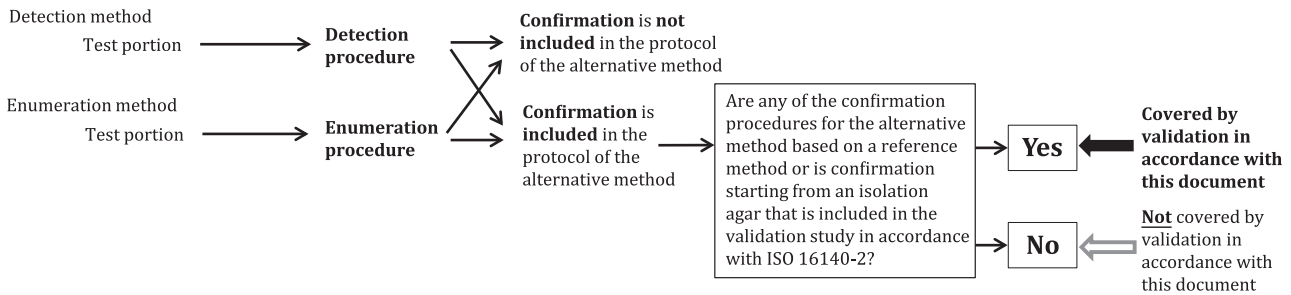 Detection method
Test portion
Detection
procedure
Confirmation is not
included in the protocol
of the alternative method
Enumeration method
Test portion
Enumeration
procedure
Confirmation is
included in the
protocol of the
alternative method
Are any of the confirmation
procedures for the alternative
method based on a reference
method or is confirmation
starting from an isolation
agar that is included in the
validation study in accordance
with ISO 16140-2?
Yes
Covered by
validation in
accordance with
this document
No
Not covered by
validation in
accordance with
this document